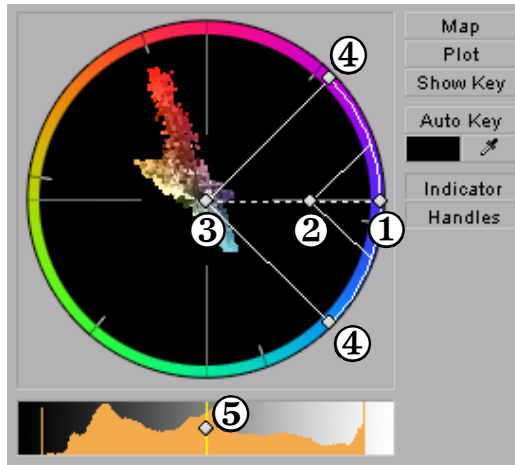 Map
Plot
Show Key
Auto Key
Indicator
Handles
④
③
②
①
④
⑤